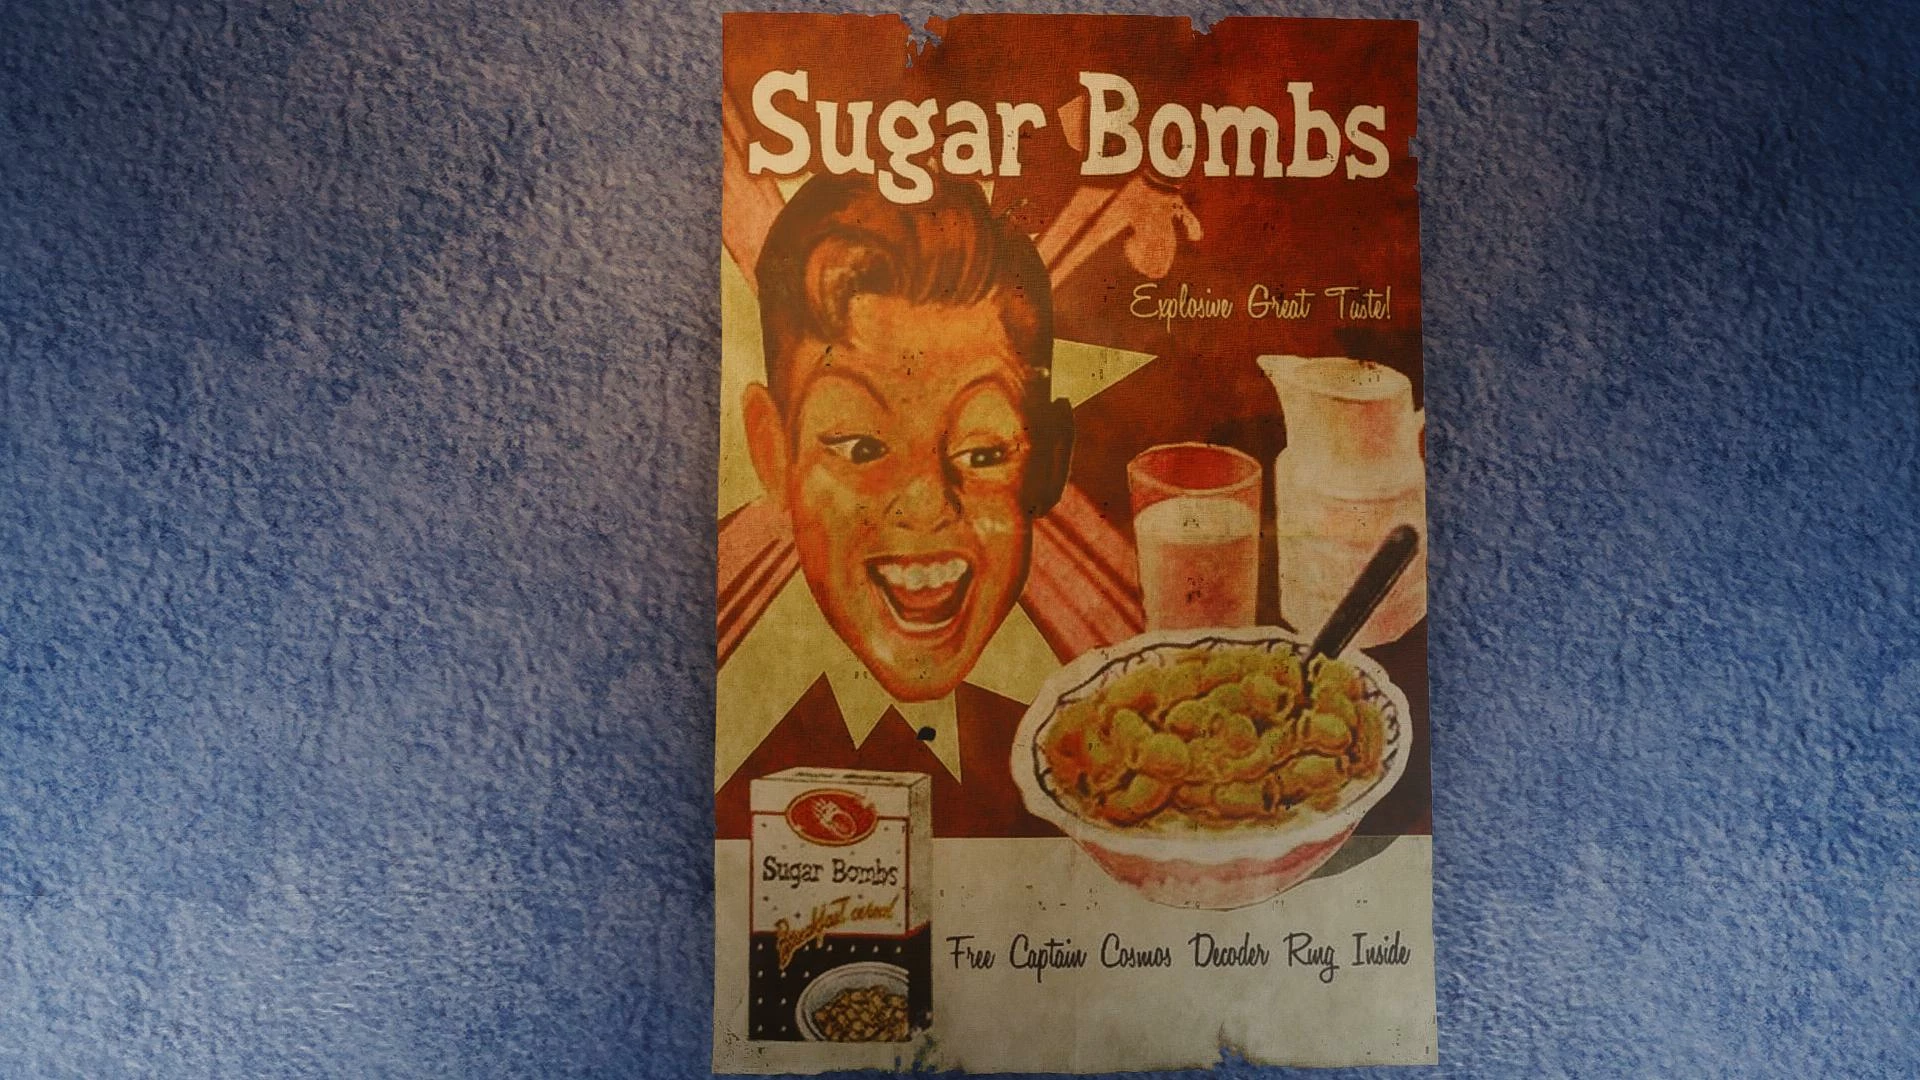 Sugar Bombs
Explosive Great Taste!
Sugar Bombs
Breakfast cereal
Free Captain Cosmos Decoder Ring Inside